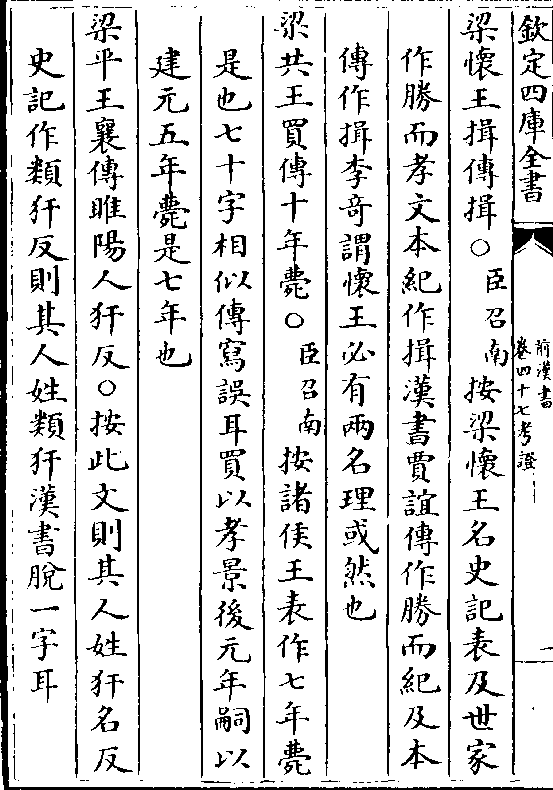 欽定四庫全書
前漢書
卷四十七考證
一
梁懷王揖傳揖○臣召南按梁懷王名史記表及世家
作勝而孝文本紀作揖漢書賈誼傳作勝而紀及本
傳作揖李奇謂懷王必有兩名理或然也
梁共王買傳十年薨○臣召南按諸侯王表作七年薨
是也七十字相似傳寫誤耳買以孝景後元年嗣以
建元五年薨是七年也
梁平王襄傳睢陽人犴反○按此文則其人姓犴名反
史記作類犴反則其人姓類犴漢書脫一字耳